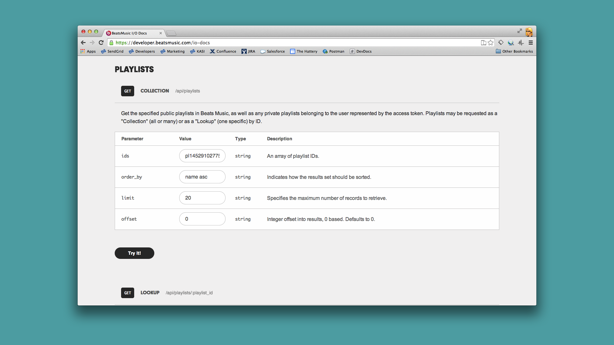 BeatsMusic I/O Docs
https://developer.beatsmusic.com/io-docs
Apps SendGrid Developers Marketing KASI Confluence JIRA Salesforce The Hattery Postman DevDocs Other Bookmarks
PLAYLISTS
GET COLLECTION /api/playlists
Get the specified public playlists in Beats Music, as well as any private playlists belonging to the user represented by the access token. Playlists may be requested as a
"Collection" (all or many) or as a "Lookup" (one specific) by ID.
Parameter Value Type Description
ids string An array of playlist IDs.
order_by name asc string Indicates how the results set should be sorted.
limit 20 string Specifies the maximum number of records to retrieve.
offset 0 string Integer offset into results, 0 based. Defaults to 0.
Try it!
GET LOOKUP /api/playlists/:playlist_id